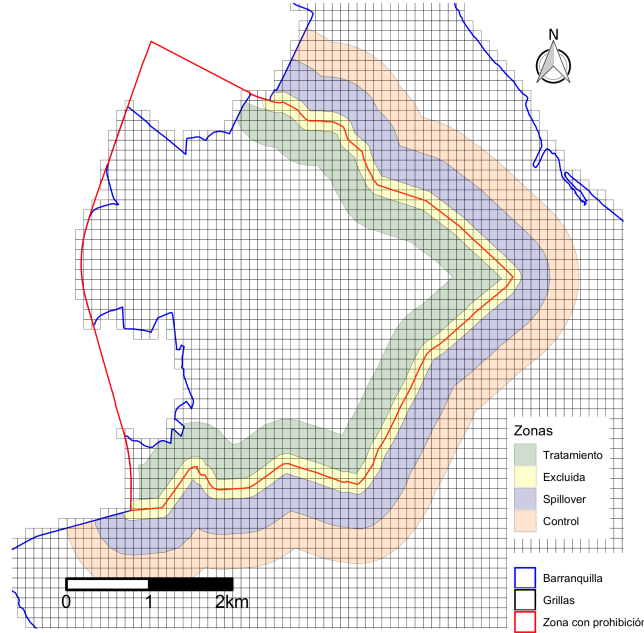 N
Zonas
Tratamiento
Excluida
Spillover
Control
Barranquilla
Grillas
Zona con prohibición
0 1 2km